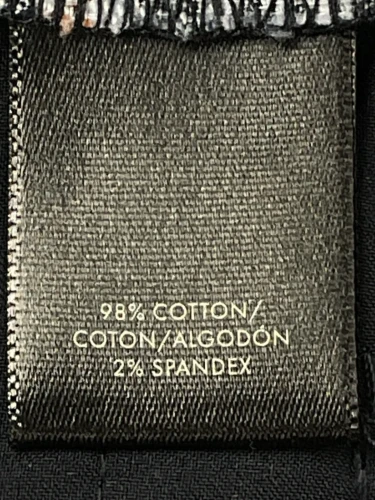 98% COTTON/
COTON/ALGODÓN
2% SPANDEX